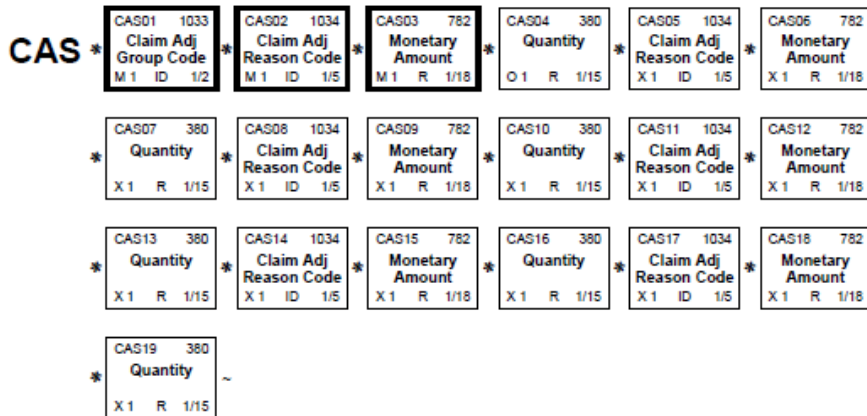 CAS * CAS01 1033 * CAS02 1034 * CAS03 782 * CAS04 380 * CAS05 1034 * CAS06 782
Claim Adj Claim Adj Monetary Quantity Claim Adj Monetary
Group Code Reason Code Amount Reason Code Amount
M 1 ID 1/2 M 1 ID 1/5 M 1 R 1/18 O 1 R 1/15 X 1 ID 1/5 X 1 R 1/18
* CAS07 380 * CAS08 1034 * CAS09 782 * CAS10 380 * CAS11 1034 * CAS12 782
Quantity Claim Adj Monetary Quantity Claim Adj Monetary
Reason Code Amount Reason Code Amount
X 1 R 1/15 X 1 ID 1/5 X 1 R 1/18 X 1 R 1/15 X 1 ID 1/5 X 1 R 1/18
* CAS13 380 * CAS14 1034 * CAS15 782 * CAS16 380 * CAS17 1034 * CAS18 782
Quantity Claim Adj Monetary Quantity Claim Adj Monetary
Reason Code Amount Reason Code Amount
X 1 R 1/15 X 1 ID 1/5 X 1 R 1/18 X 1 R 1/15 X 1 ID 1/5 X 1 R 1/18
* CAS19 380 ~
Quantity
X 1 R 1/15